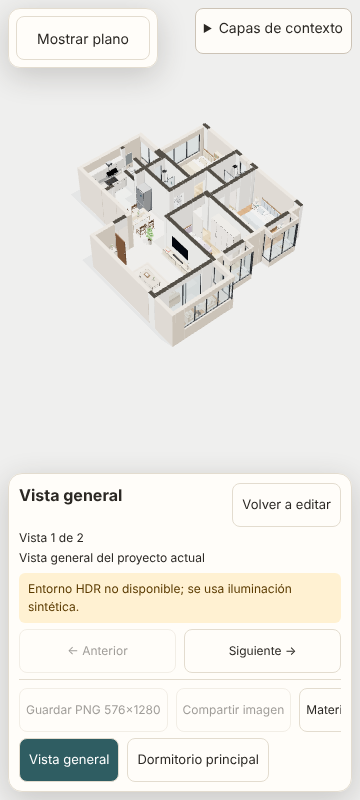 Mostrar plano
▶ Capas de contexto
Vista general
Volver a editar
Vista 1 de 2
Vista general del proyecto actual
Entorno HDR no disponible; se usa iluminación
sintética.
← Anterior
Siguiente →
Guardar PNG 576×1280
Compartir imagen
Materi
Vista general
Dormitorio principal